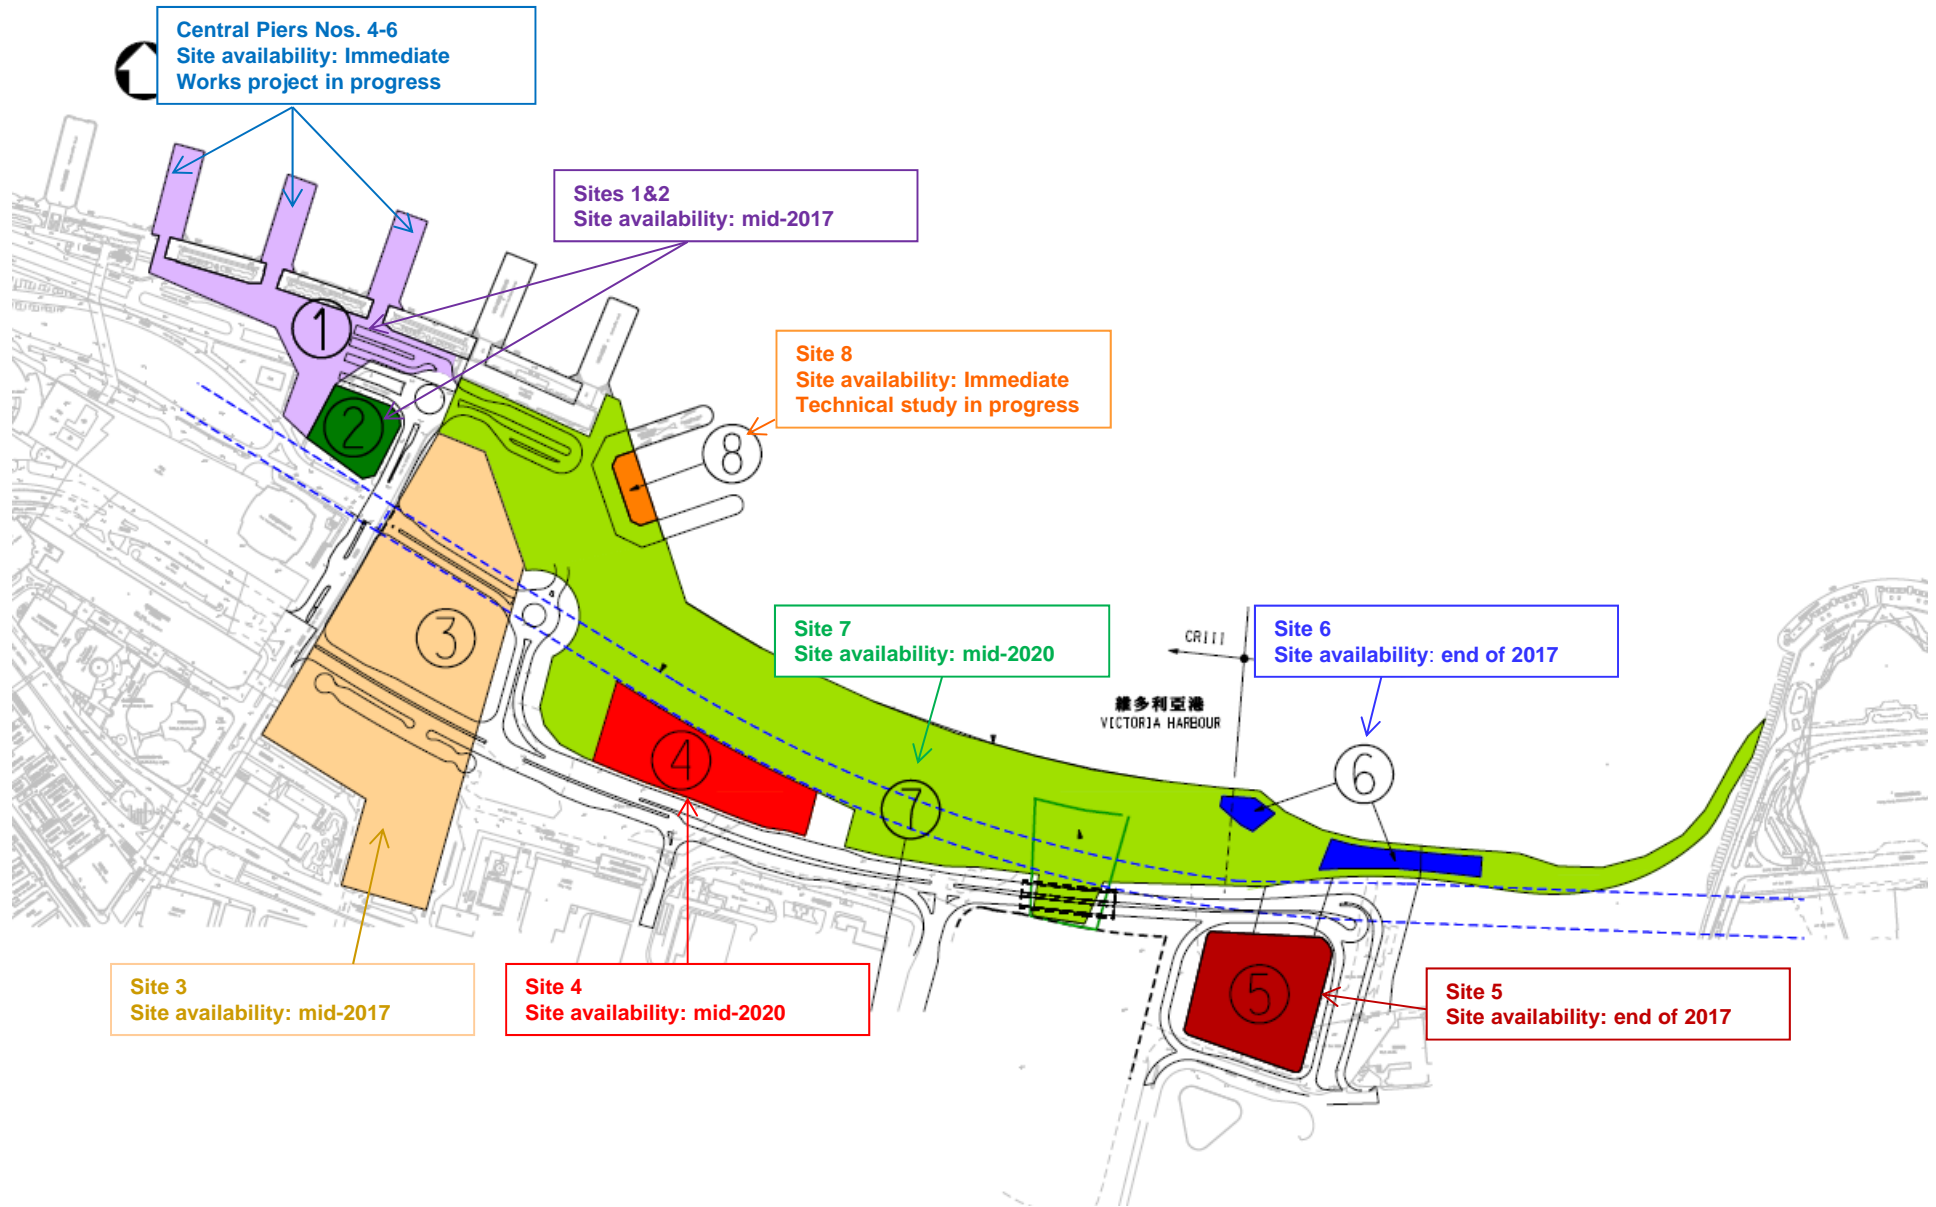 Central Piers Nos. 4-6
Site availability: Immediate
Works project in progress
Sites 1&2
Site availability: mid-2017
1
2
Site 8
Site availability: Immediate
Technical study in progress
8
3
Site 7
Site availability: mid-2020
CRIII
Site 6
Site availability: end of 2017
維多利亞港
VICTORIA HARBOUR
4
6
7
Site 3
Site availability: mid-2017
Site 4
Site availability: mid-2020
5
Site 5
Site availability: end of 2017